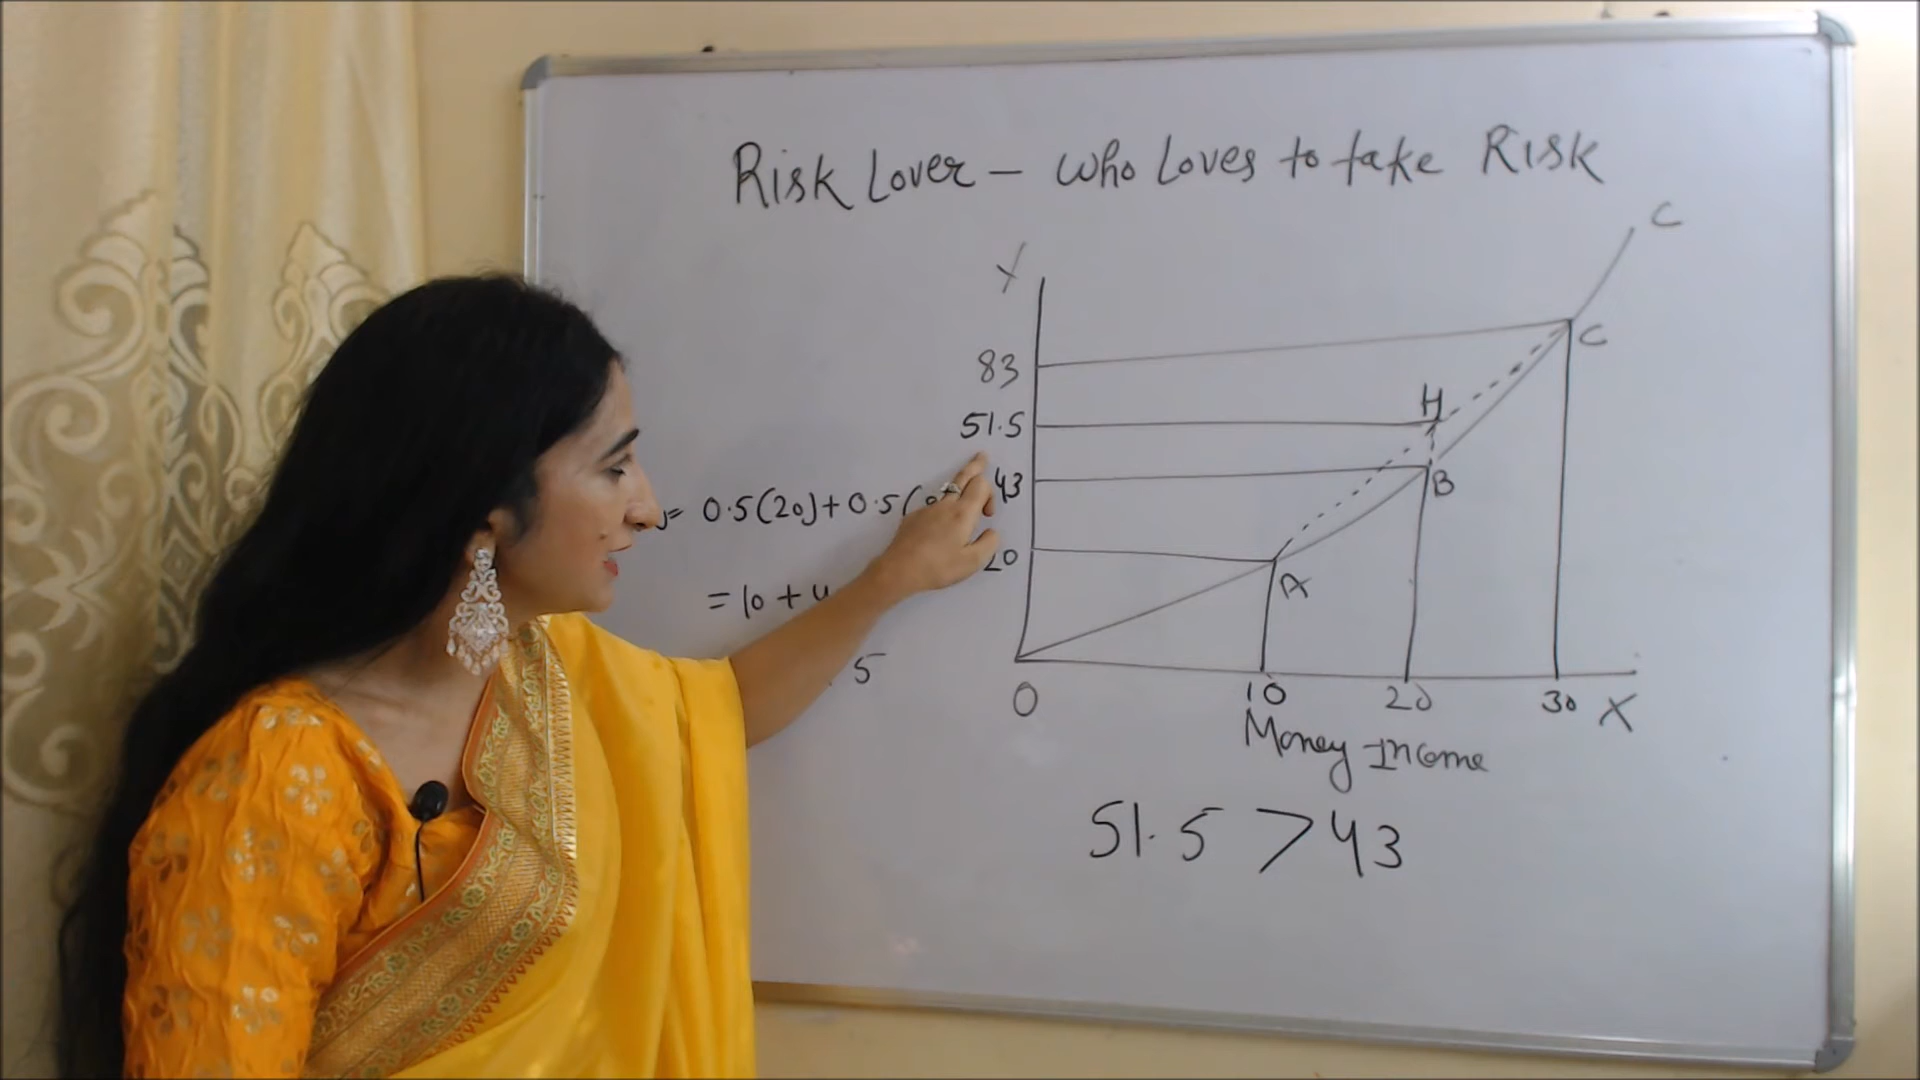 Risk Lover – who Loves to take Risk
Y
C
83
C
51.5
H
43
B
= 0.5(20)+0.5(
20
A
= 10 + 4
5
0
10
20
30
X
Money Income
51.5 > 43